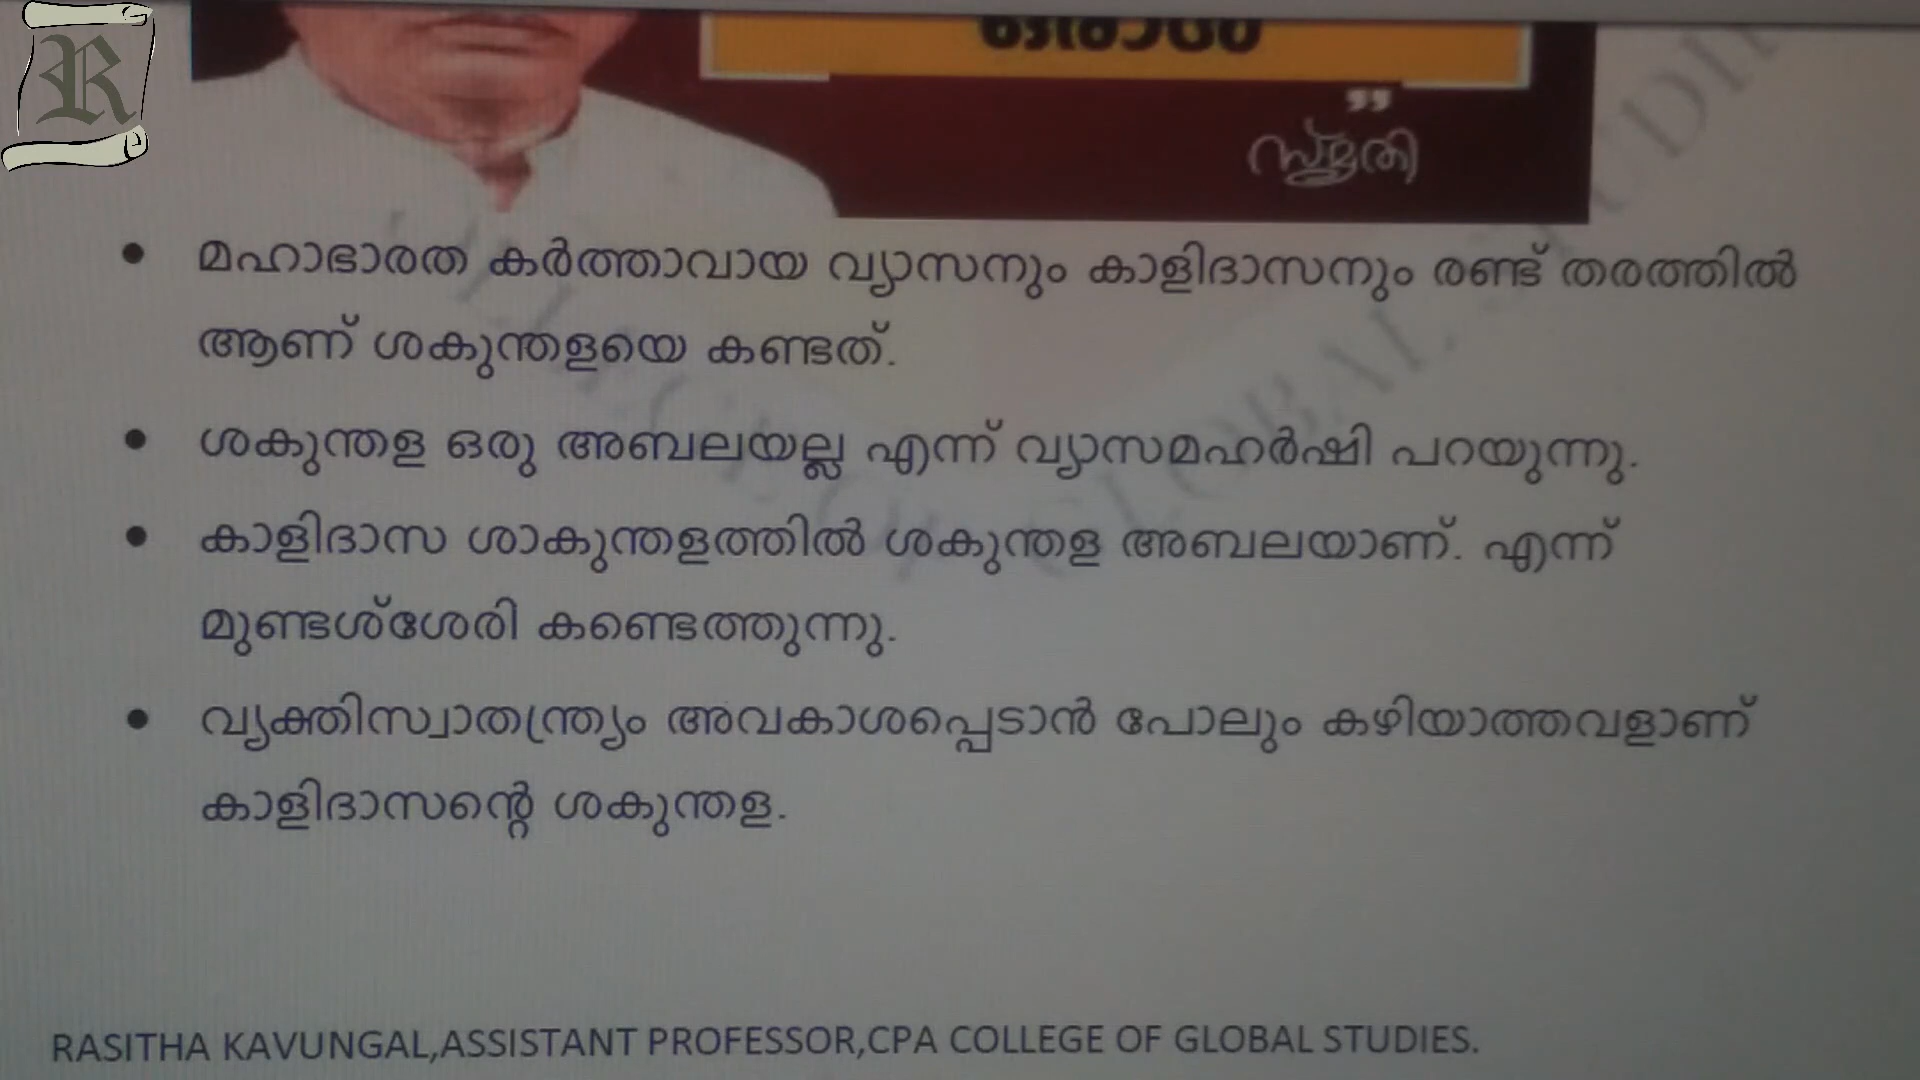 R
”
സ്മൃതി
• മഹാഭാരത കർത്താവായ വ്യാസനും കാളിദാസനും രണ്ട് തരത്തിൽ
ആണ് ശകുന്തളയെ കണ്ടത്.
• ശകുന്തള ഒരു അബലയല്ല എന്ന് വ്യാസമഹർഷി പറയുന്നു.
• കാളിദാസ ശാകുന്തളത്തിൽ ശകുന്തള അബലയാണ്. എന്ന്
മുണ്ടശ്ശേരി കണ്ടെത്തുന്നു.
• വ്യക്തിസ്വാതന്ത്ര്യം അവകാശപ്പെടാൻ പോലും കഴിയാത്തവളാണ്
കാളിദാസന്റെ ശകുന്തള.
RASITHA KAVUNGAL,ASSISTANT PROFESSOR,CPA COLLEGE OF GLOBAL STUDIES.